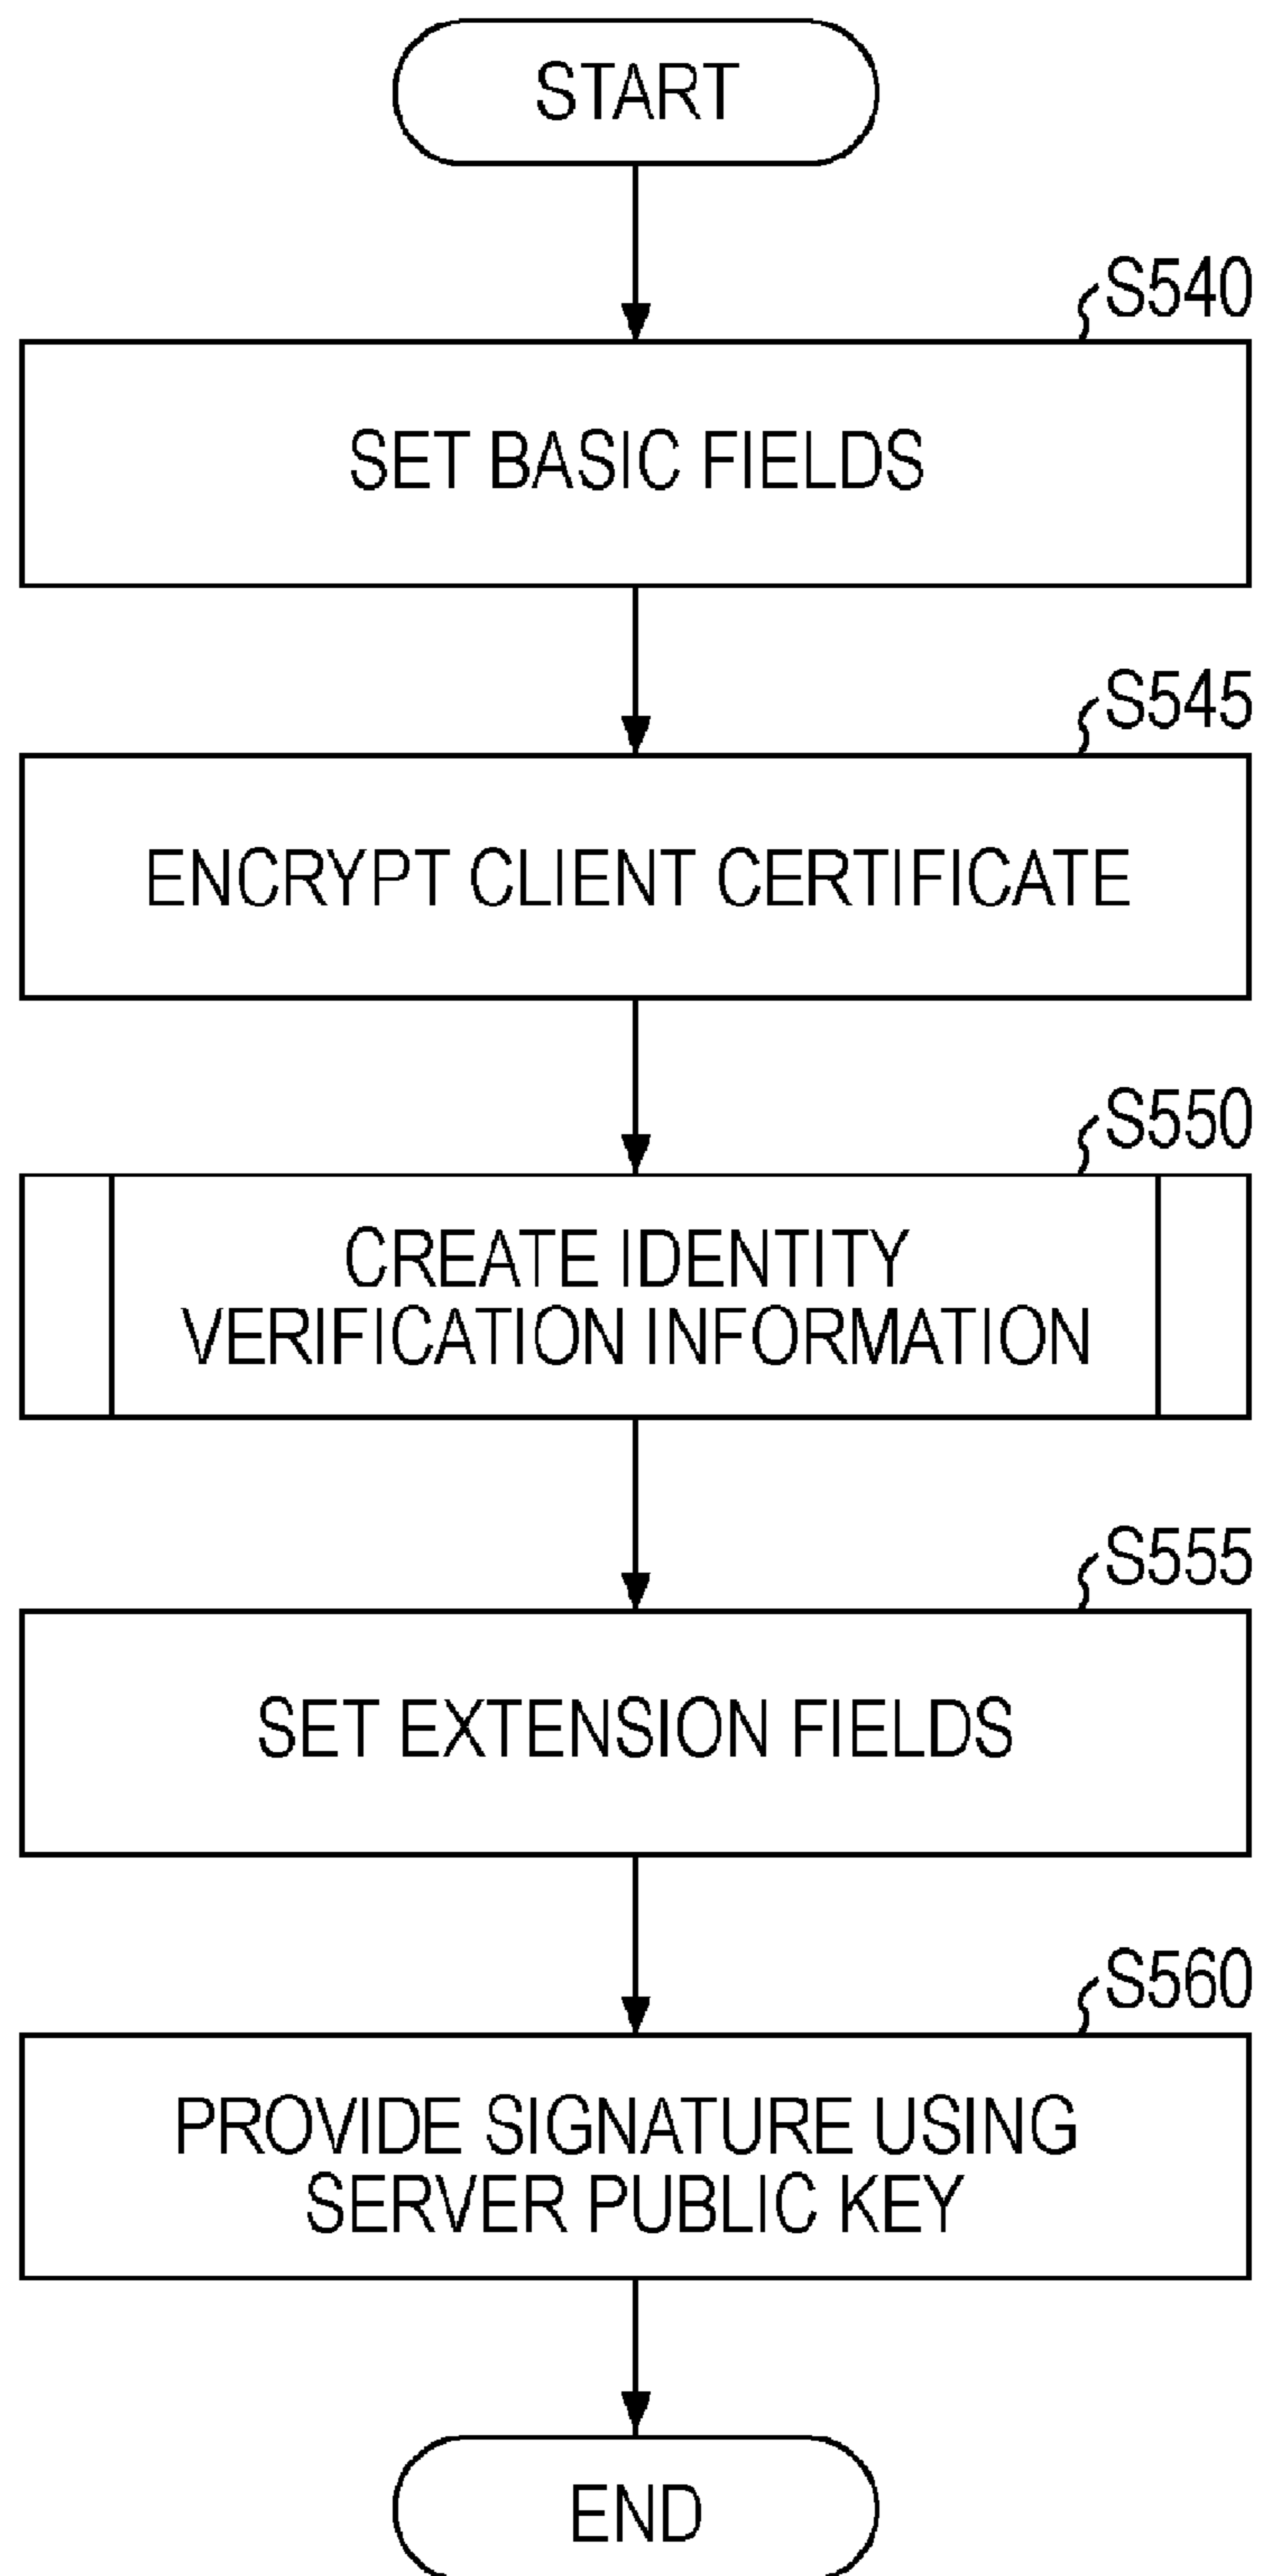 START
S540
SET BASIC FIELDS
S545
ENCRYPT CLIENT CERTIFICATE
S550
CREATE IDENTITY
VERIFICATION INFORMATION
S555
SET EXTENSION FIELDS
S560
PROVIDE SIGNATURE USING
SERVER PUBLIC KEY
END